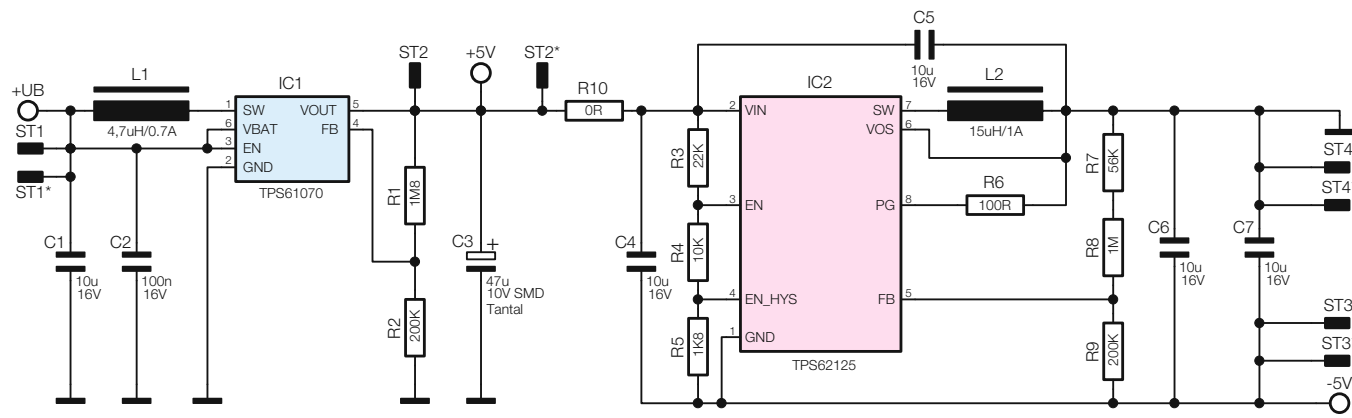 +UB
ST1
ST1*
L1
4,7uH/0.7A
C1
10u
16V
C2
100n
16V
IC1
1 SW VOUT 5
6 VBAT FB 4
3 EN
2 GND
TPS61070
ST2
R1
1M8
R2
200K
+5V
C3
+
47u
10V SMD
Tantal
ST2*
R10
0R
C4
10u
16V
R3
22K
R4
10K
R5
1K8
C5
10u
16V
IC2
2 VIN SW 7
VOS 6
3 EN PG 8
4 EN_HYS FB 5
1 GND
TPS62125
L2
15uH/1A
R6
100R
R7
56K
R8
1M
R9
200K
C6
10u
16V
C7
10u
16V
ST4
ST4
ST3
ST3
-5V